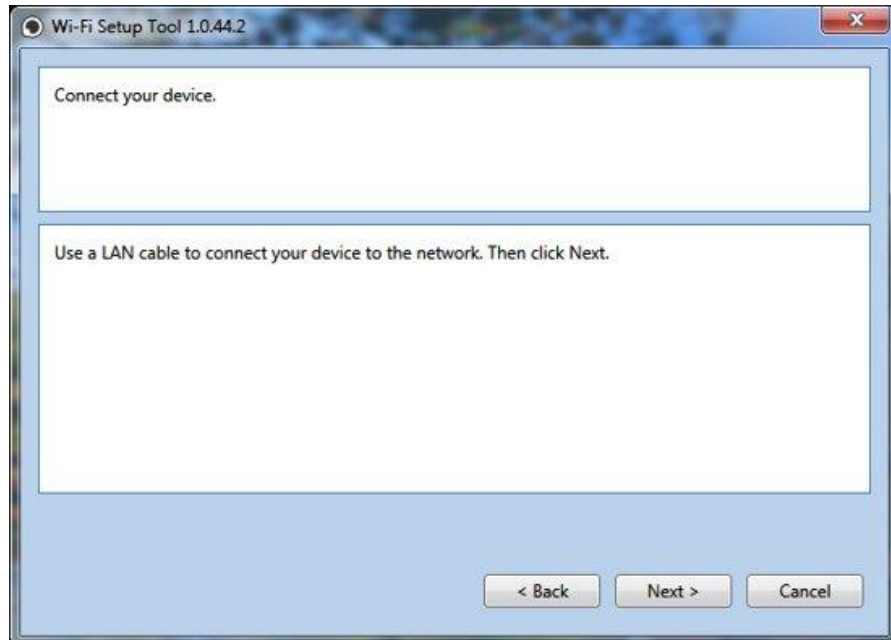 Wi-Fi Setup Tool 1.0.44.2
X
Connect your device.
Use a LAN cable to connect your device to the network. Then click Next.
< Back
Next >
Cancel